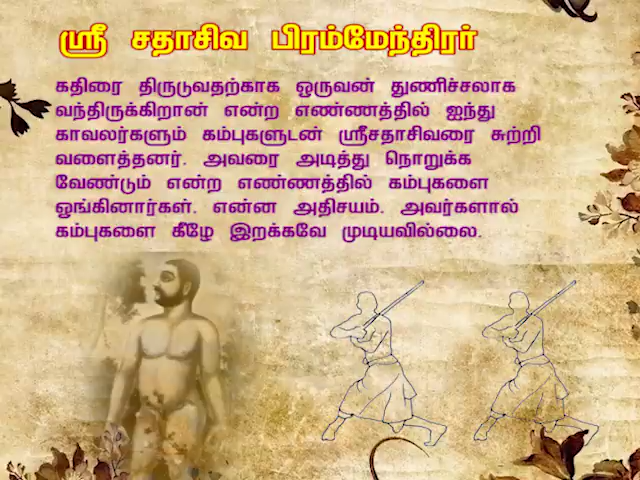 ஸ்ரீ சதாசிவ பிரம்மேந்திரர்
கதிரை திருடுவதற்காக ஒருவன் துணிச்சலாக
வந்திருக்கிறான் என்ற எண்ணத்தில் ஐந்து
காவலர்களும் கம்புகளுடன் ஸ்ரீசதாசிவரை சுற்றி
வளைத்தனர். அவரை அடித்து நொறுக்க
வேண்டும் என்ற எண்ணத்தில் கம்புகளை
ஓங்கினார்கள். என்ன அதிசயம். அவர்களால்
கம்புகளை கீழே இறக்கவே முடியவில்லை.